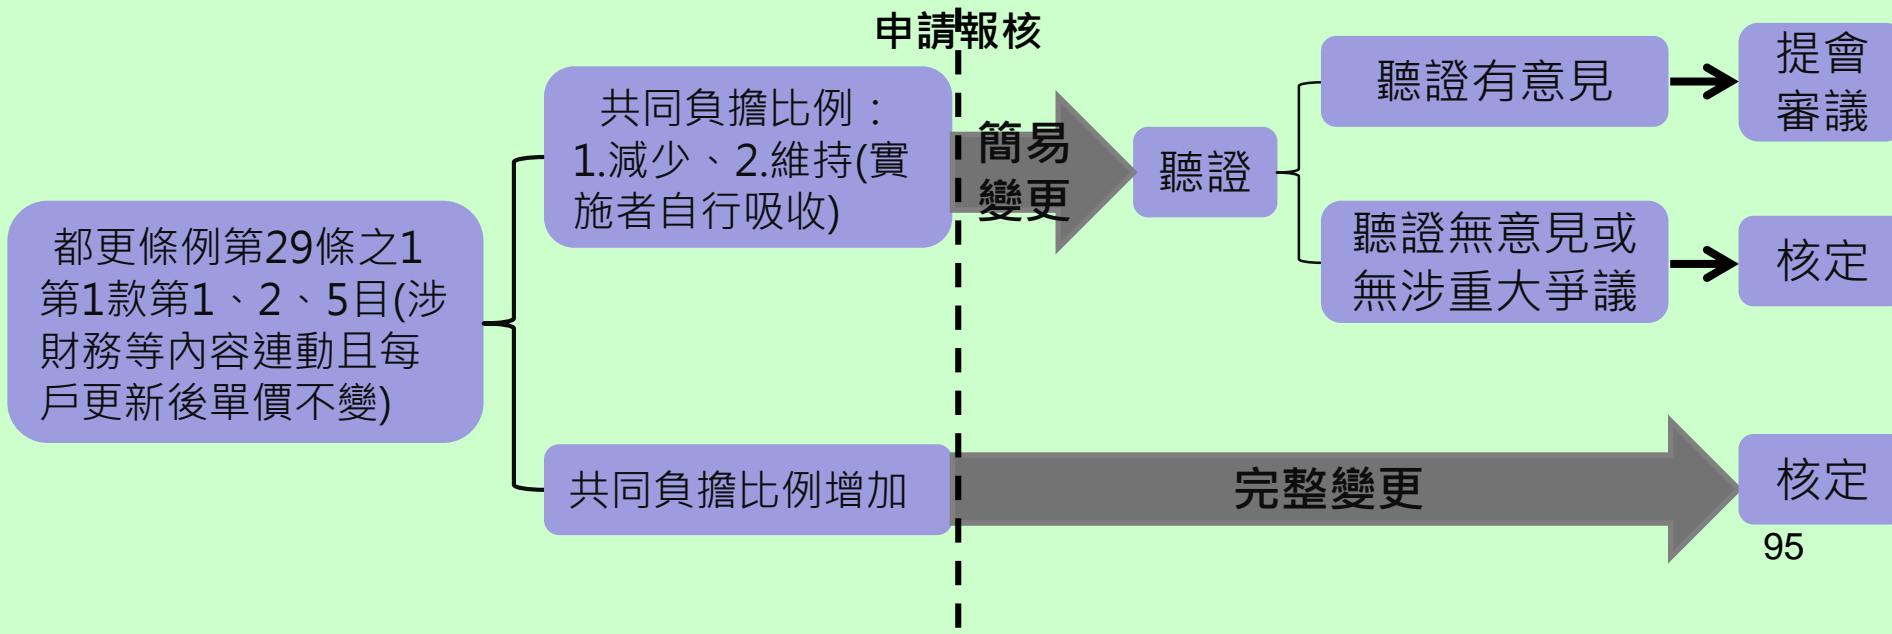 申請報核
都更條例第29條之1
第1款第1、2、5目(涉
財務等內容連動且每
戶更新後單價不變)
共同負擔比例：
1.減少、2.維持(實
施者自行吸收)
簡易
變更
聽證
聽證有意見
提會
審議
聽證無意見或
無涉重大爭議
核定
共同負擔比例增加
完整變更
核定
95